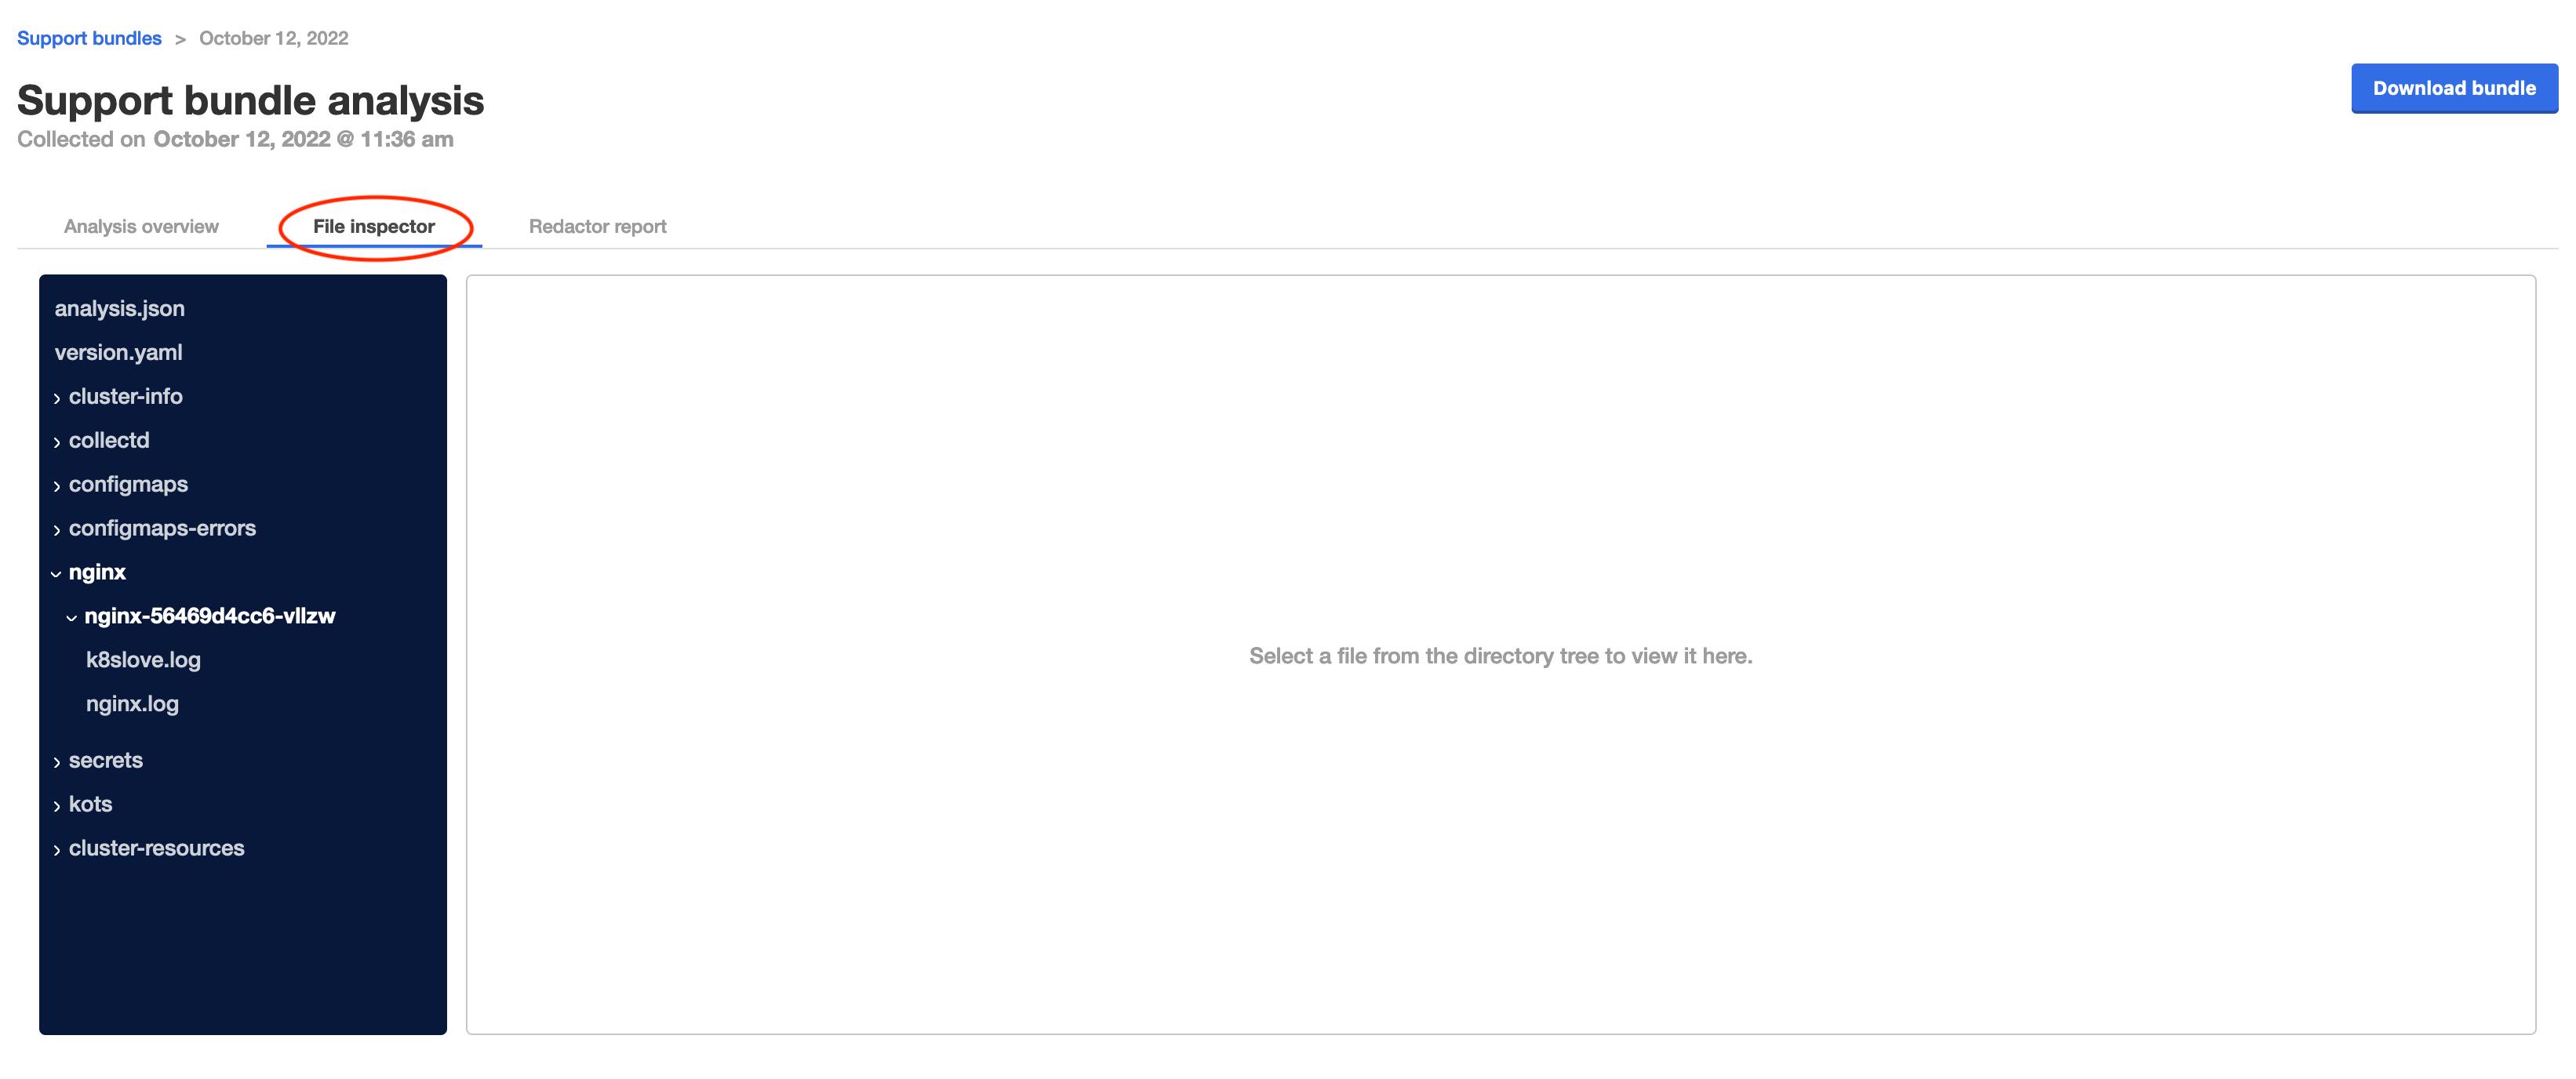 Support bundles > October 12, 2022
Support bundle analysis
Download bundle
Collected on October 12, 2022 @ 11:36 am
Analysis overview File inspector Redactor report
analysis.json
version.yaml
cluster-info
collectd
configmaps
configmaps-errors
nginx
nginx-56469d4cc6-vllzw
k8slove.log
nginx.log
secrets
kots
cluster-resources
Select a file from the directory tree to view it here.